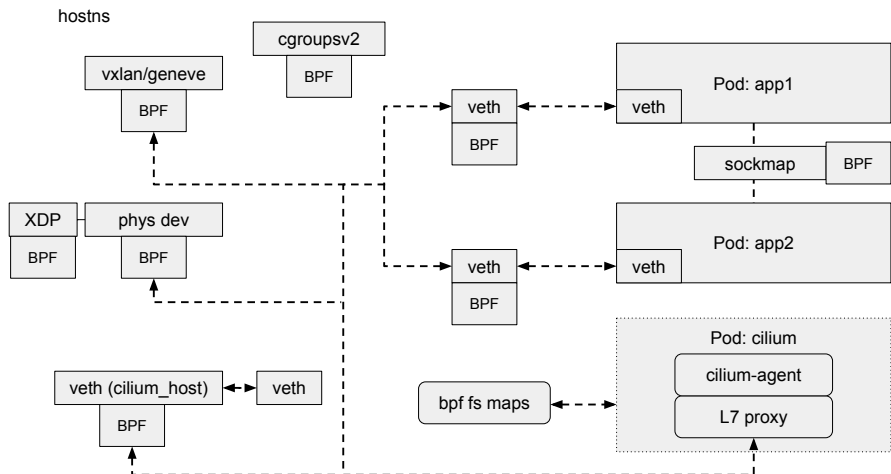 hostns
cgroupsv2
BPF
vxlan/geneve
BPF
veth
BPF
Pod: app1
veth
sockmap
BPF
XDP
BPF
phys dev
BPF
veth
BPF
Pod: app2
veth
veth (cilium_host)
BPF
veth
bpf fs maps
Pod: cilium
cilium-agent
L7 proxy